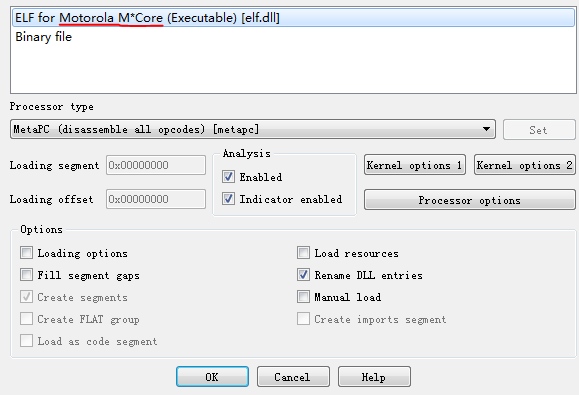 ELF for Motorola M*Core (Executable) [elf.dll]
Binary file
Processor type
MetaPC (disassemble all opcodes) [metapc]
Set
Loading segment 0x00000000
Loading offset 0x00000000
Analysis
Enabled
Indicator enabled
Kernel options 1
Kernel options 2
Processor options
Options
Loading options
Fill segment gaps
Create segments
Create FLAT group
Load as code segment
Load resources
Rename DLL entries
Manual load
Create imports segment
OK
Cancel
Help